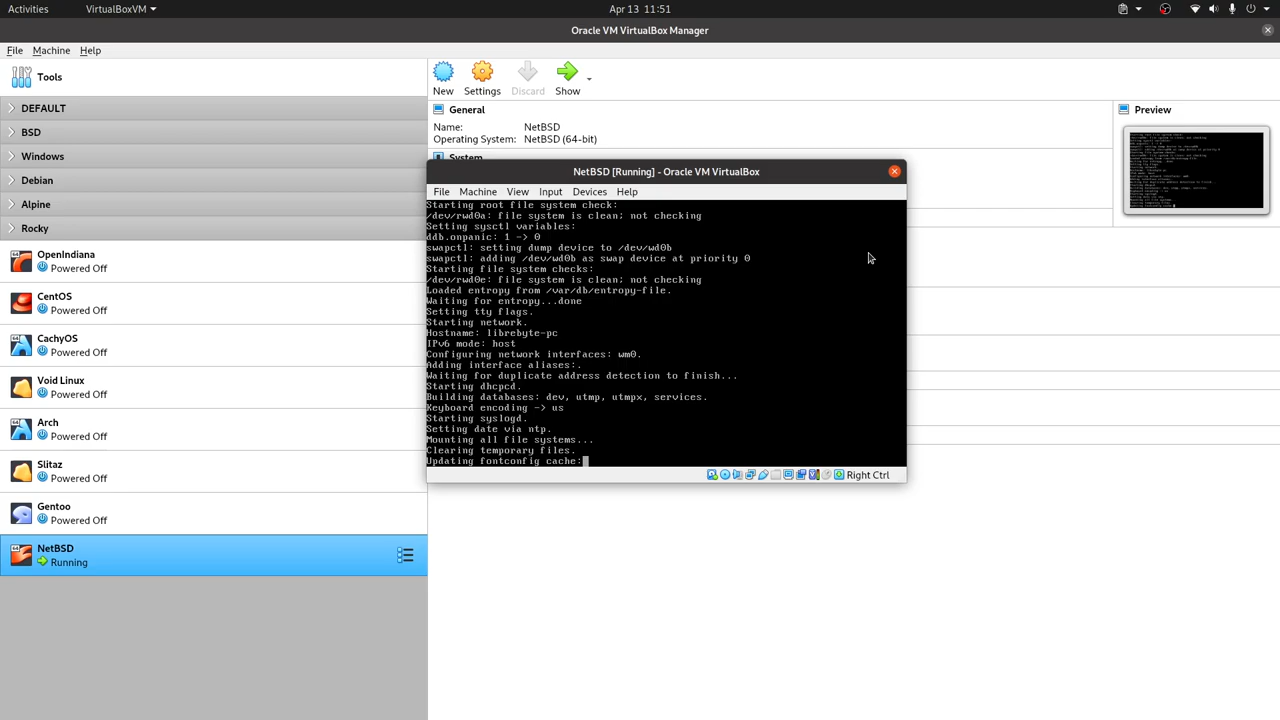 Activities VirtualBoxVM Apr 13 11:51
Oracle VM VirtualBox Manager
File Machine Help
Tools
DEFAULT
BSD
Windows
Debian
Alpine
Rocky
OpenIndiana
Powered Off
CentOS
Powered Off
CachyOS
Powered Off
Void Linux
Powered Off
Arch
Powered Off
Slitaz
Powered Off
Gentoo
Powered Off
NetBSD
Running
New Settings Discard Show
General
Name: NetBSD
Operating System: NetBSD (64-bit)
System
Preview
NetBSD [Running] - Oracle VM VirtualBox
File Machine View Input Devices Help
Starting root file system check:
/dev/rwd0a: file system is clean; not checking
Setting sysctl variables:
ddb.onpanic: 1 -> 0
swapctl: setting dump device to /dev/wd0b
swapctl: adding /dev/wd0b as swap device at priority 0
Starting file system checks:
/dev/rwd0e: file system is clean; not checking
Loaded entropy from /var/db/entropy-file.
Waiting for entropy...done
Setting tty flags.
Starting network.
Hostname: librebyte-pc
IPv6 mode: host
Configuring network interfaces: wm0.
Adding interface aliases:.
Waiting for duplicate address detection to finish...
Starting dhcpcd.
Building databases: dev, utmp, utmpx, services.
Keyboard encoding -> us
Starting syslogd.
Setting date via ntp.
Mounting all file systems...
Clearing temporary files.
Updating fontconfig cache:
Right Ctrl